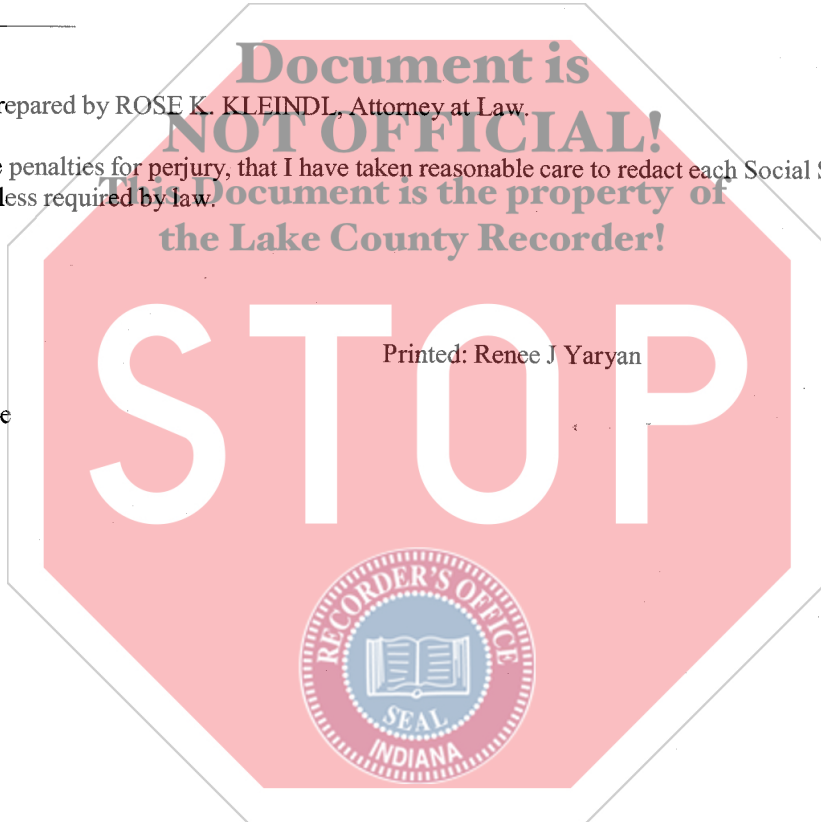 Document is
repared by ROSE K. KLEINDL, Attorney at Law.
NOT OFFICIAL!
penalties for perjury, that I have taken reasonable care to redact each Social S
This Document is the property of
less required by law.
the Lake County Recorder!
STOP
Printed: Renee J Yaryan
e
RECORDER'S OFFICE
SEAL
INDIANA